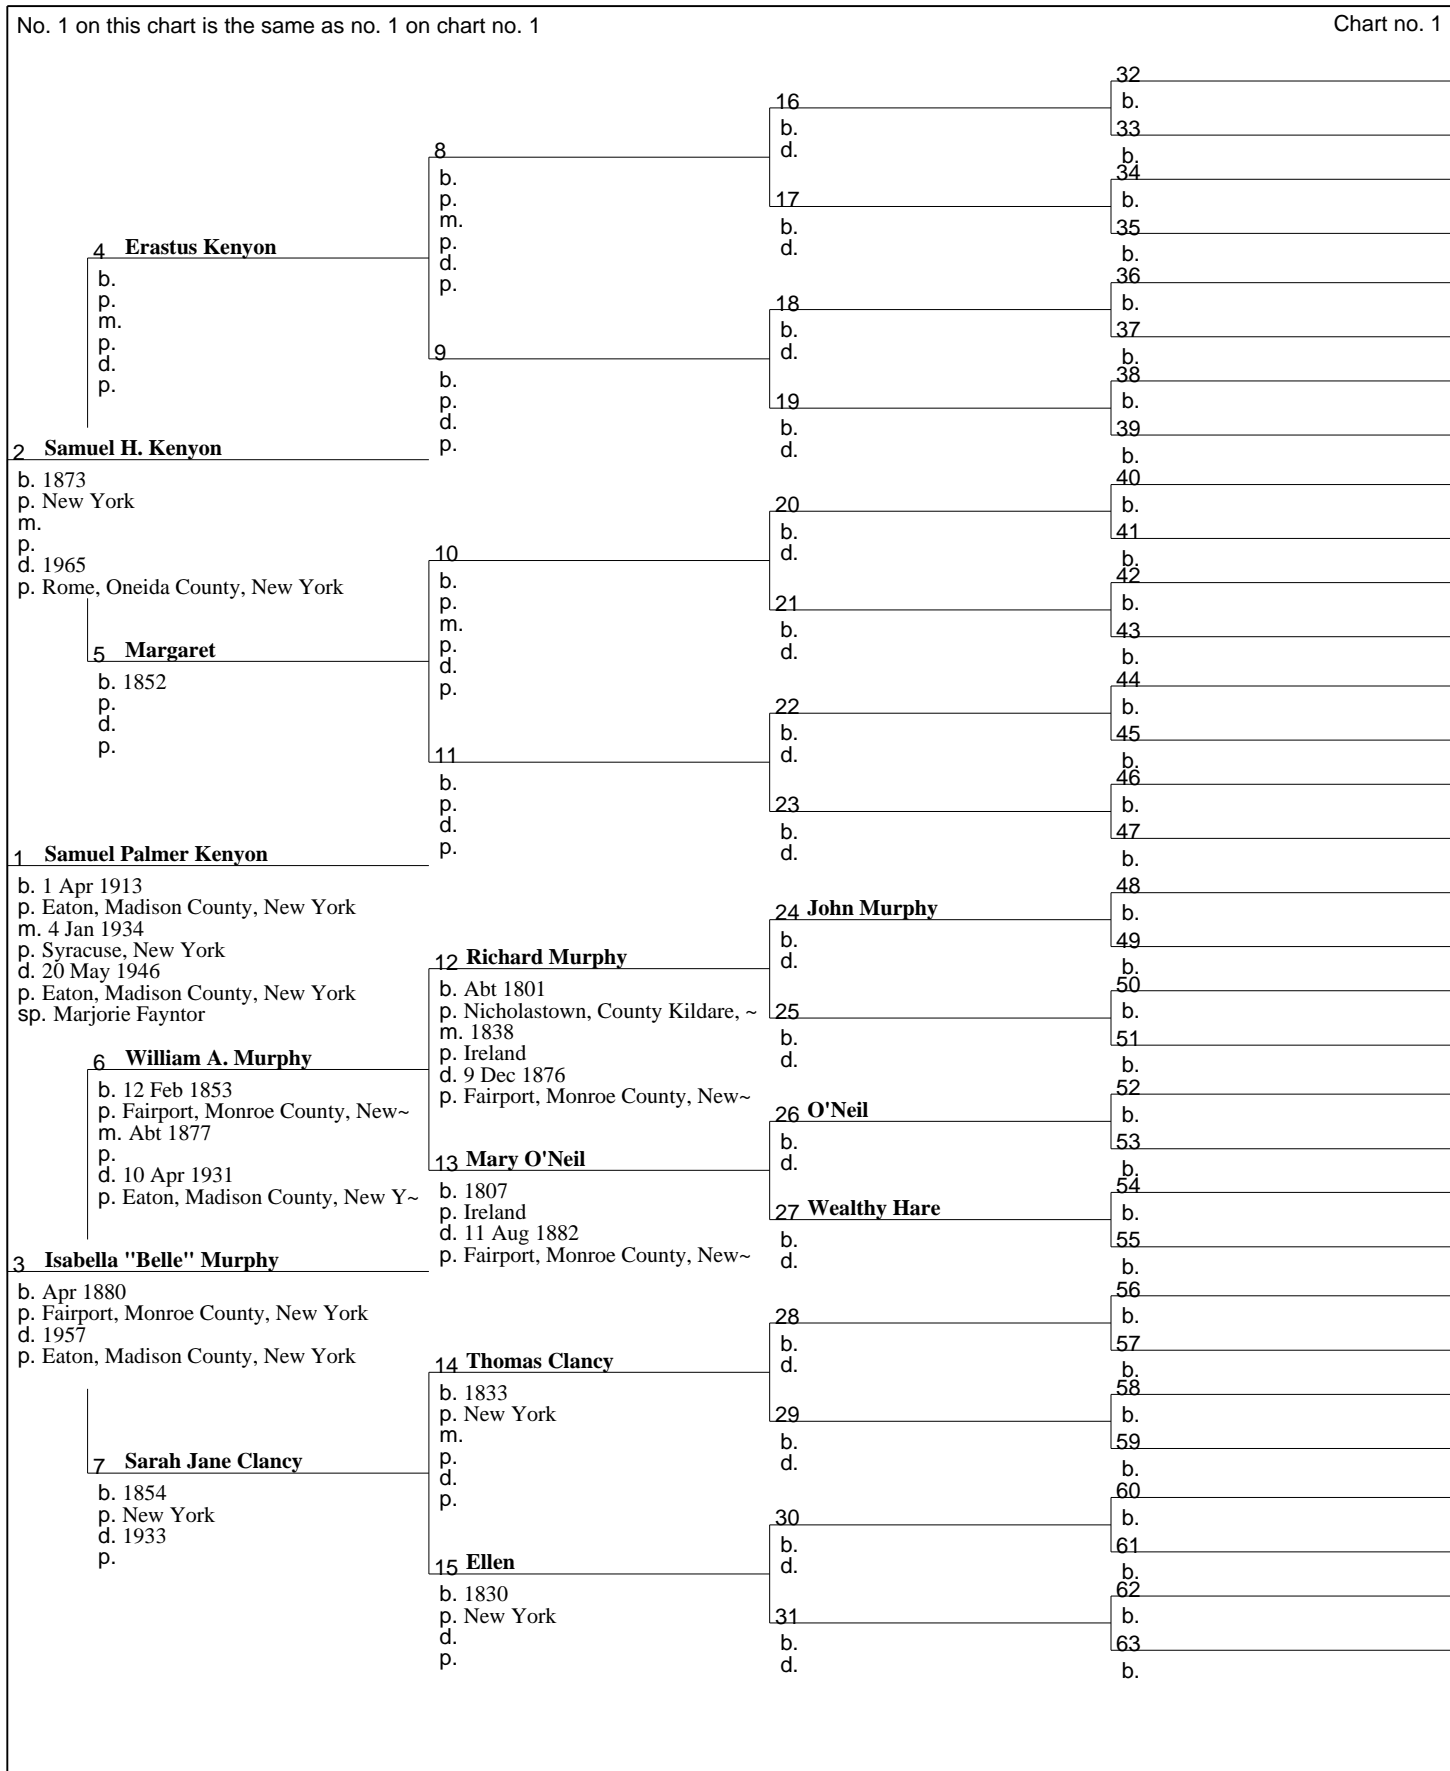 No. 1 on this chart is the same as no. 1 on chart no. 1
Chart no. 1
4 Erastus Kenyon
b.
p.
m.
p.
d.
p.
2 Samuel H. Kenyon
b. 1873
p. New York
m.
p.
d. 1965
p. Rome, Oneida County, New York
5 Margaret
b. 1852
p.
d.
p.
1 Samuel Palmer Kenyon
b. 1 Apr 1913
p. Eaton, Madison County, New York
m. 4 Jan 1934
p. Syracuse, New York
d. 20 May 1946
p. Eaton, Madison County, New York
sp. Marjorie Fayntor
6 William A. Murphy
b. 12 Feb 1853
p. Fairport, Monroe County, New~
m. Abt 1877
p.
d. 10 Apr 1931
p. Eaton, Madison County, New Y~
3 Isabella "Belle" Murphy
b. Apr 1880
p. Fairport, Monroe County, New York
d. 1957
p. Eaton, Madison County, New York
7 Sarah Jane Clancy
b. 1854
p. New York
d. 1933
p.
8
b.
p.
m.
p.
d.
p.
9
b.
p.
d.
p.
10
b.
p.
m.
p.
d.
p.
11
b.
p.
d.
p.
12 Richard Murphy
b. Abt 1801
p. Nicholastown, County Kildare, ~
m. 1838
p. Ireland
d. 9 Dec 1876
p. Fairport, Monroe County, New~
13 Mary O'Neil
b. 1807
p. Ireland
d. 11 Aug 1882
p. Fairport, Monroe County, New~
14 Thomas Clancy
b. 1833
p. New York
m.
p.
d.
p.
15 Ellen
b. 1830
p. New York
d.
p.
16
b.
d.
17
b.
d.
18
b.
d.
19
b.
d.
20
b.
d.
21
b.
d.
22
b.
d.
23
b.
d.
24 John Murphy
b.
d.
25
b.
d.
26 O'Neil
b.
d.
27 Wealthy Hare
b.
d.
28
b.
d.
29
b.
d.
30
b.
d.
31
b.
d.
32
b.
33
b.
34
b.
35
b.
36
b.
37
b.
38
b.
39
b.
40
b.
41
b.
42
b.
43
b.
44
b.
45
b.
46
b.
47
b.
48
b.
49
b.
50
b.
51
b.
52
b.
53
b.
54
b.
55
b.
56
b.
57
b.
58
b.
59
b.
60
b.
61
b.
62
b.
63
b.